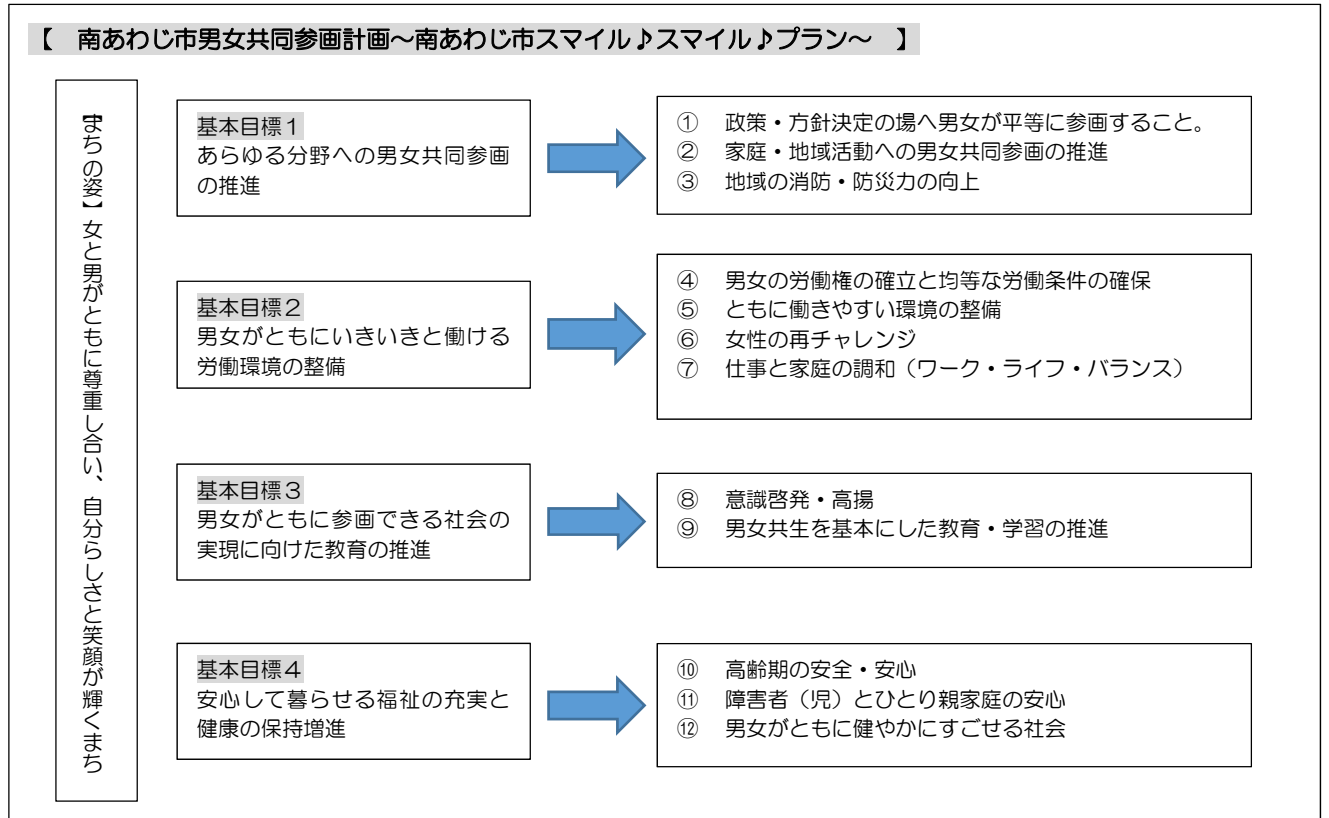 【　南あわじ市男女共同参画計画～南あわじ市スマイル♪スマイル♪プラン～　】
【まちの姿】女と男がともに尊重し合い、自分らしさと笑顔が輝くまち
基本目標１
あらゆる分野への男女共同参画
の推進
①　政策・方針決定の場へ男女が平等に参画すること。
②　家庭・地域活動への男女共同参画の推進
③　地域の消防・防災力の向上
基本目標２
男女がともにいきいきと働ける
労働環境の整備
④　男女の労働権の確立と均等な労働条件の確保
⑤　ともに働きやすい環境の整備
⑥　女性の再チャレンジ
⑦　仕事と家庭の調和（ワーク・ライフ・バランス）
基本目標３
男女がともに参画できる社会の
実現に向けた教育の推進
⑧　意識啓発・高揚
⑨　男女共生を基本にした教育・学習の推進
基本目標４
安心して暮らせる福祉の充実と
健康の保持増進
⑩　高齢期の安全・安心
⑪　障害者（児）とひとり親家庭の安心
⑫　男女がともに健やかにすごせる社会